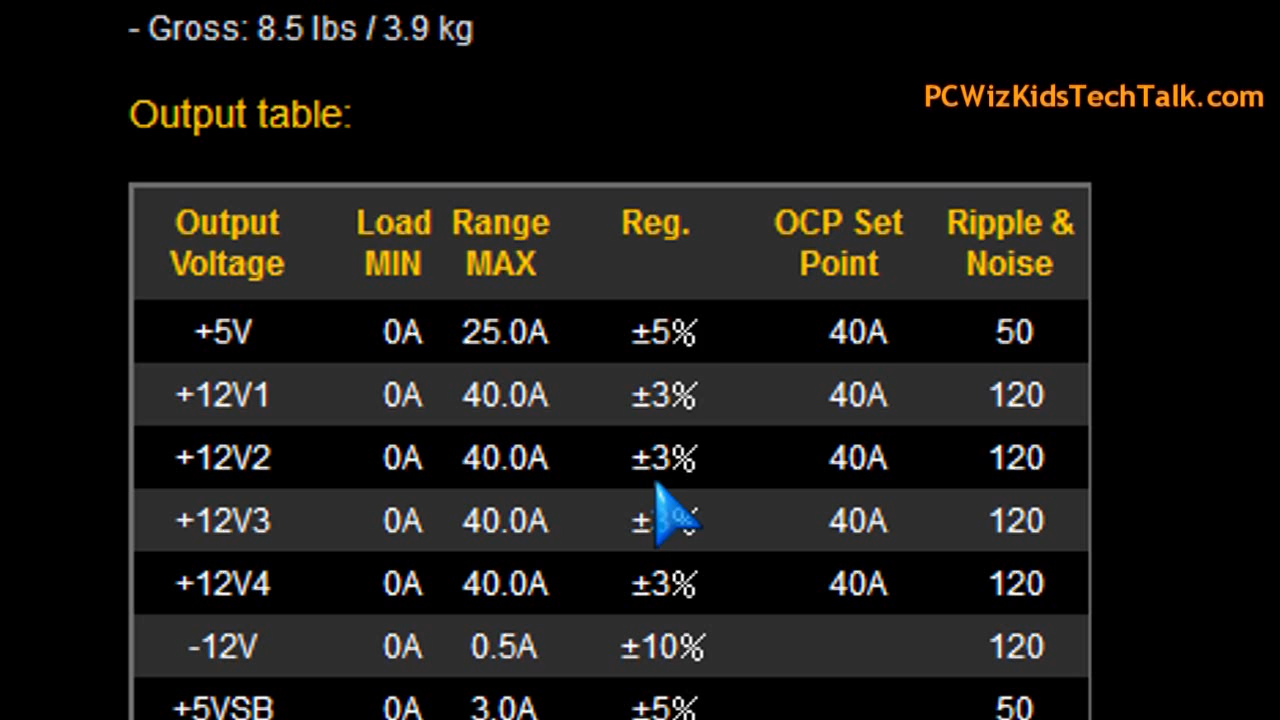 - Gross: 8.5 lbs / 3.9 kg
PCWizKidsTechTalk.com
Output table:
Output Load Range Reg. OCP Set Ripple &
Voltage MIN MAX Point Noise
+5V 0A 25.0A ±5% 40A 50
+12V1 0A 40.0A ±3% 40A 120
+12V2 0A 40.0A ±3% 40A 120
+12V3 0A 40.0A ±3% 40A 120
+12V4 0A 40.0A ±3% 40A 120
-12V 0A 0.5A ±10% 120
+5VSB 0A 3.0A ±5% 50